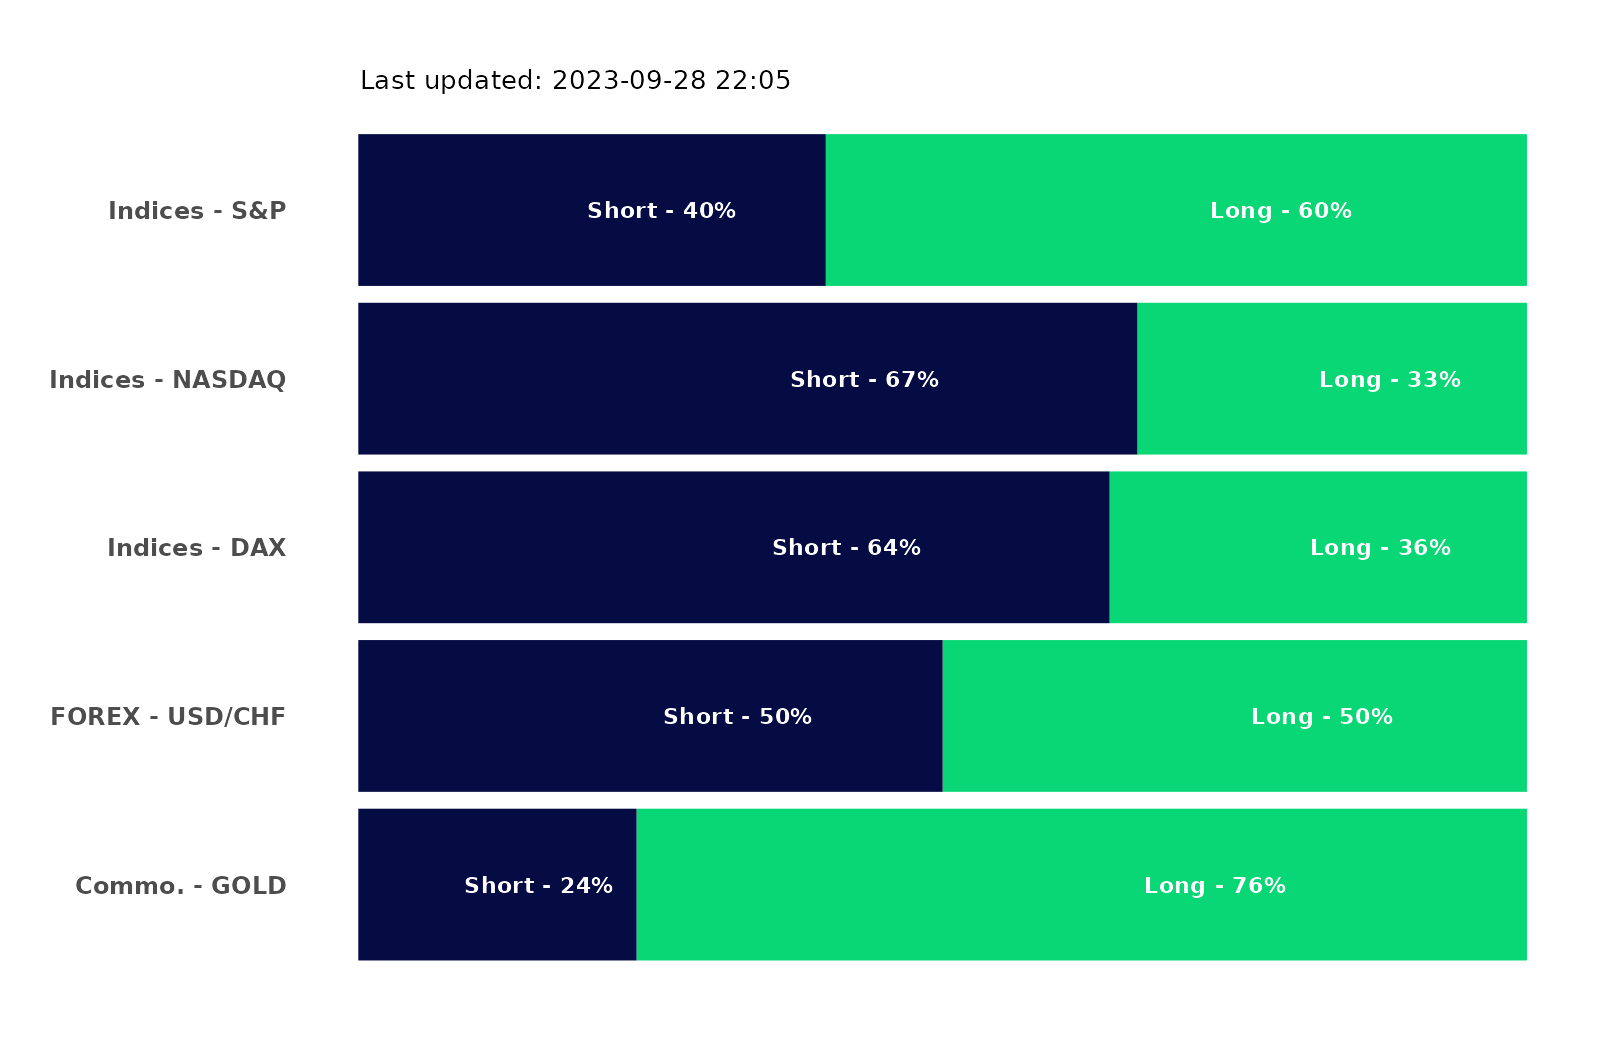 Last updated: 2023-09-28 22:05
Indices - S&P Short - 40% Long - 60%
Indices - NASDAQ Short - 67% Long - 33%
Indices - DAX Short - 64% Long - 36%
FOREX - USD/CHF Short - 50% Long - 50%
Commo. - GOLD Short - 24% Long - 76%